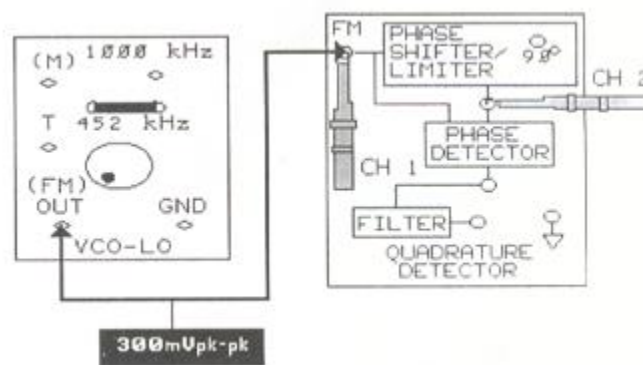 (M) 1000 kHz
T 452 kHz
(FM)
OUT GND
VCO-LO
300mVpk-pk
FM
PHASE
SHIFTER/
LIMITER
90°
CH 2
PHASE
DETECTOR
CH 1
FILTER
QUADRATURE
DETECTOR